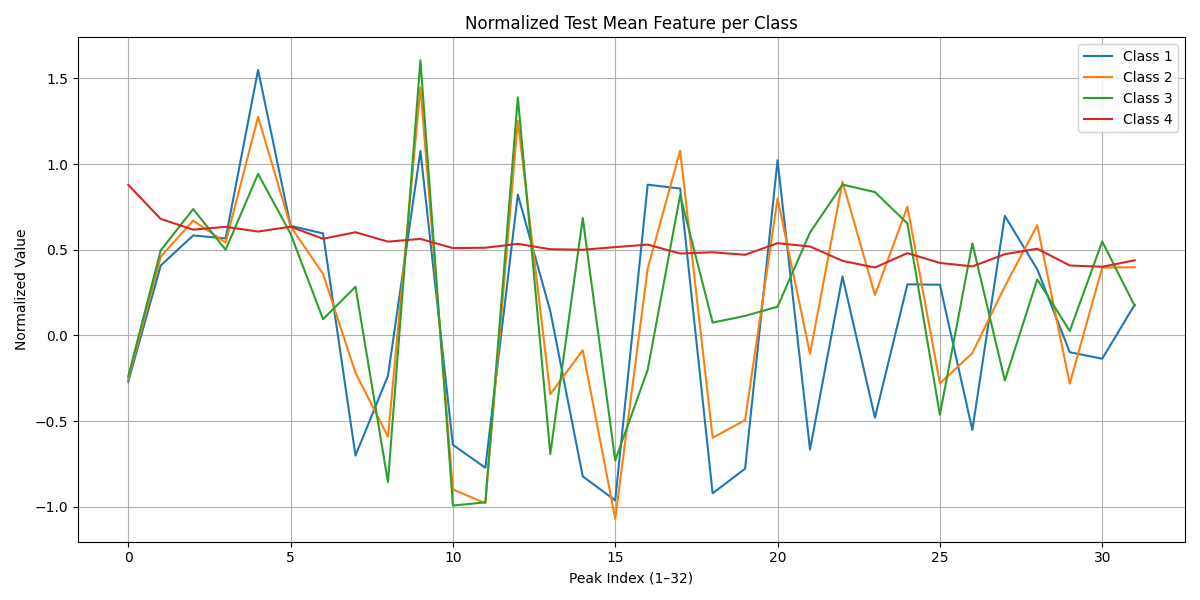 Normalized Test Mean Feature per Class
Class 1
Class 2
Class 3
Class 4
Normalized Value
1.5
1.0
0.5
0.0
−0.5
−1.0
0
5
10
15
20
25
30
Peak Index (1–32)